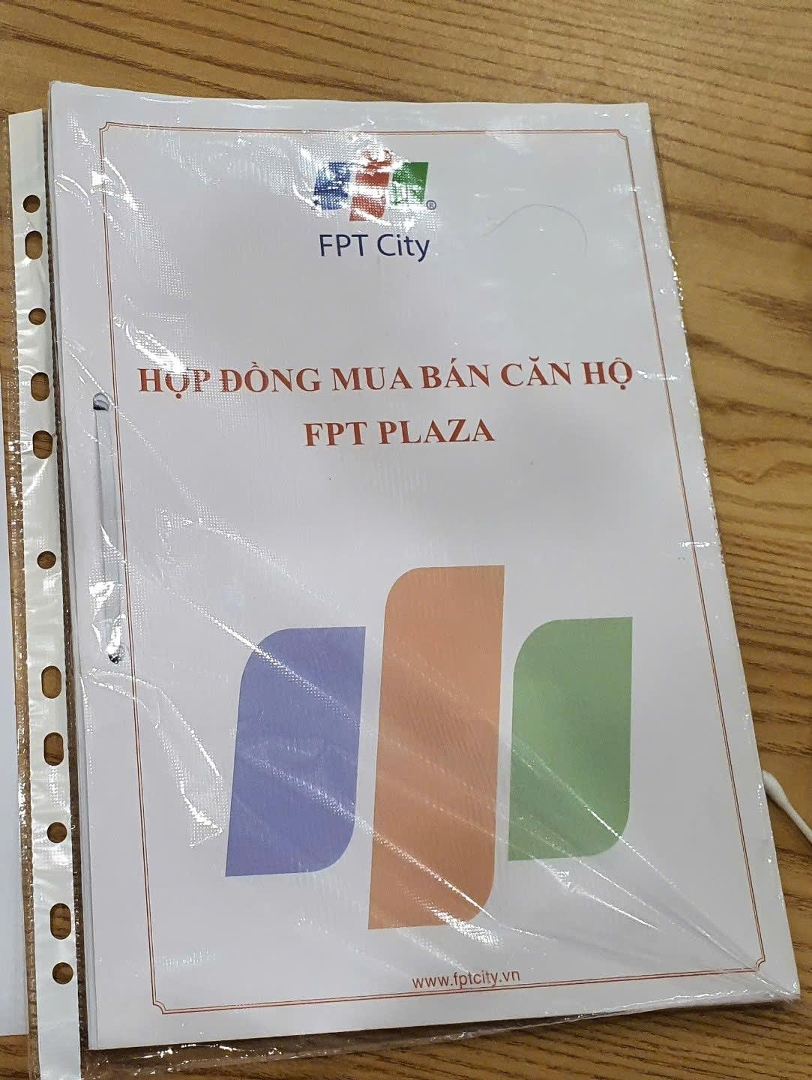 ®
FPT City
HỢP ĐỒNG MUA BÁN CĂN HỘ
FPT PLAZA
www.fptcity.vn